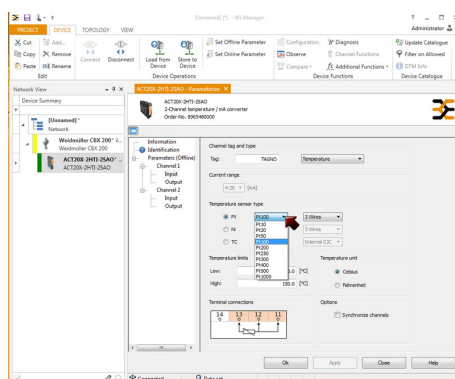 [Unnamed] (*) - WI-Manager
PROJECT DEVICE TOPOLOGY VIEW Administrator
Cut Add... Set Offline Parameter Configuration Diagnosis Update Catalogue
Copy Remove Connect Disconnect Load from Device Store to Device Set Online Parameter Observe Channel Functions Filter on Allowed
Paste Rename Compare Additional Functions DTM Info
Edit Device Operations Device Functions Device Catalogue
Network View
ACT20X-2HTI-2SAO - Parameterize
Device Summary
ACT20X-2HTI-2SAO
2-Channel temperature / mA converter
Order-No. 8965480000
[Unnamed] *
Network
Weidmüller CBX 200* \...
Weidmüller CBX 200
ACT20X-2HTI-2SAO* ...
ACT20X-2HTI-2SAO
Information
Identification
Parameters (Offline)
Channel 1
Input
Output
Channel 2
Input
Output
Channel tag and type
Tag: TAGNO Temperature
Current range
4-20 [mA]
Temperature sensor type
Pt Pt100 3 Wires
Ni 3 Wires
TC Internal CJC
Pt10
Pt20
Pt50
Pt100
Pt200
Pt250
Pt300
Pt400
Pt500
Pt1000
Temperature limits Temperature unit
Low: 0.0 [°C] Celsius
High: 150.0 [°C] Fahrenheit
Terminal connections Options
14 13 12 11 Synchronize channels
Ok Apply Close Help
Connected Data set